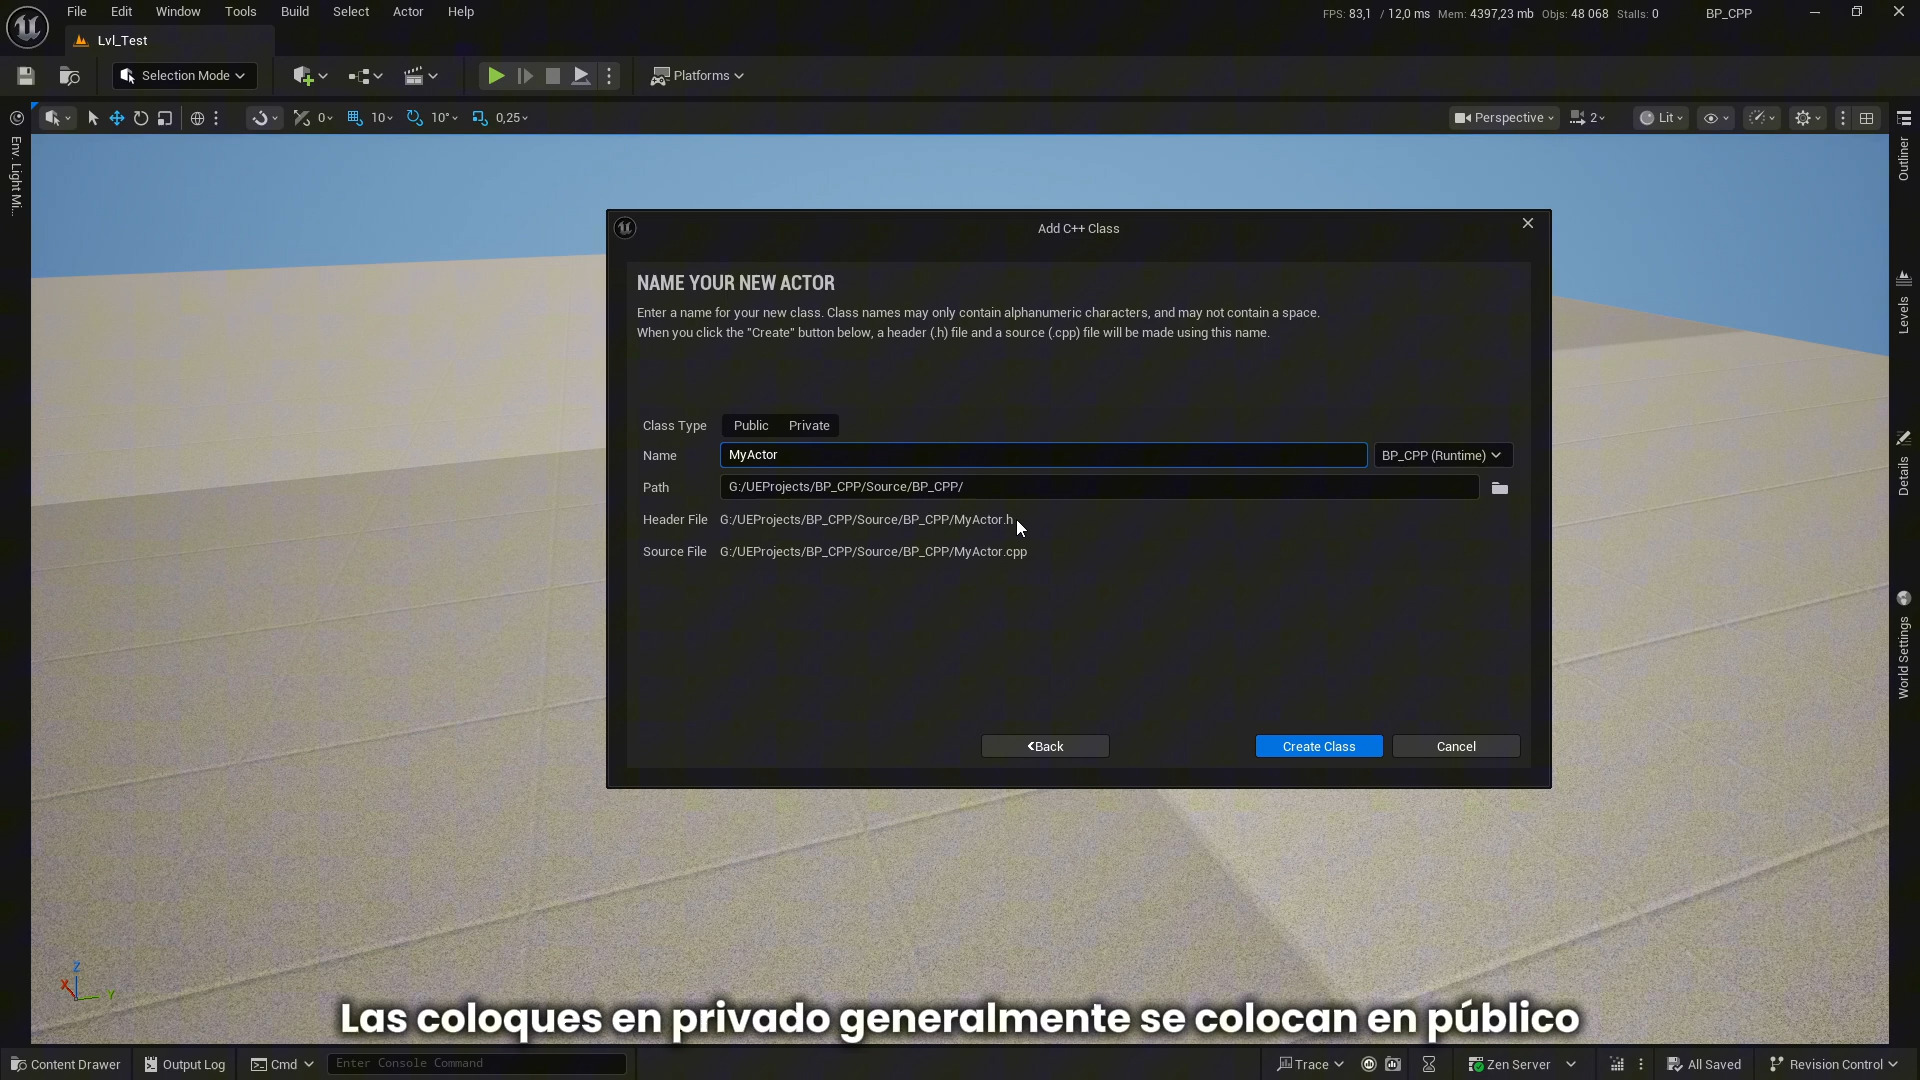 File Edit Window Tools Build Select Actor Help
FPS: 83,1 / 12,0 ms Mem: 4397,23 mb Objs: 48 068 Stalls: 0 BP_CPP
Lvl_Test
Selection Mode
Platforms
0 10 10° 0,25
Perspective 2 Lit
Env. Light Mi...
Outliner
Levels
Details
World Settings
Add C++ Class
NAME YOUR NEW ACTOR
Enter a name for your new class. Class names may only contain alphanumeric characters, and may not contain a space.
When you click the "Create" button below, a header (.h) file and a source (.cpp) file will be made using this name.
Class Type Public Private
Name MyActor BP_CPP (Runtime)
Path G:/UEProjects/BP_CPP/Source/BP_CPP/
Header File G:/UEProjects/BP_CPP/Source/BP_CPP/MyActor.h
Source File G:/UEProjects/BP_CPP/Source/BP_CPP/MyActor.cpp
<Back Create Class Cancel
Z
X Y
Las coloques en privado generalmente se colocan en público
Content Drawer Output Log Cmd Enter Console Command Trace Zen Server All Saved Revision Control